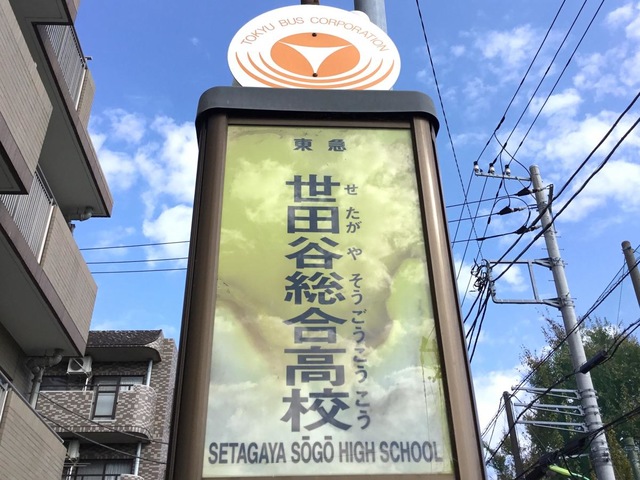 TOKYU BUS CORPORATION
東急
世田谷総合高校
せたがやそうごうこうこう
SETAGAYA SŌGŌ HIGH SCHOOL